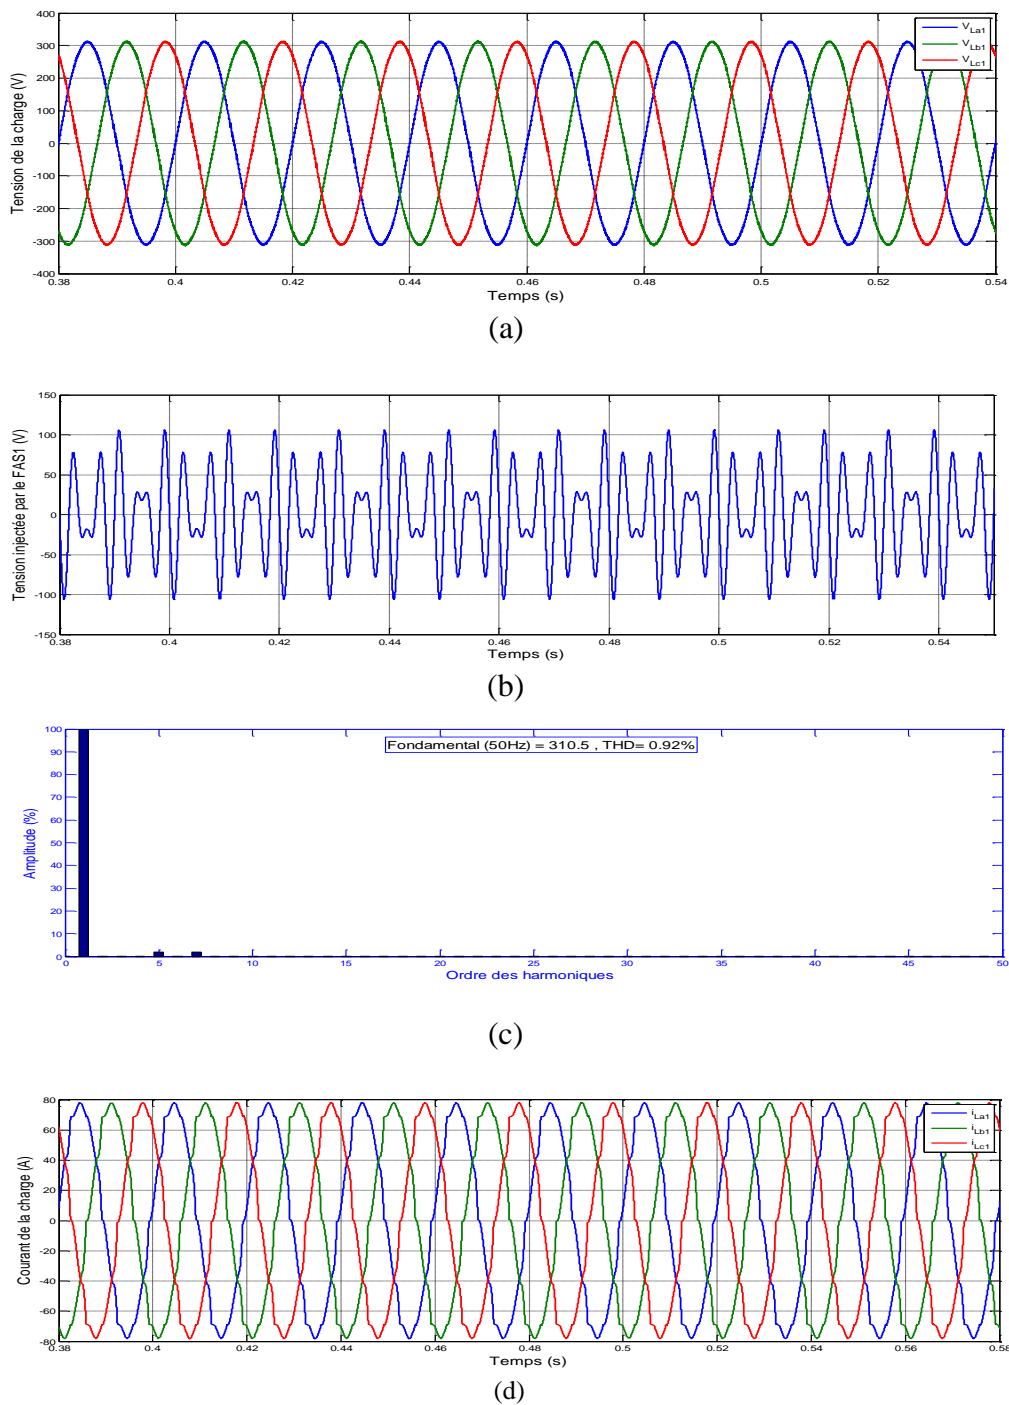 400
300
200
100
0
-100
-200
-300
-400
Tension de la charge (V)
V La1
V Lb1
V Lc1
0.38 0.4 0.42 0.44 0.46 0.48 0.5 0.52 0.54
Temps (s)
(a)
150
100
50
0
-50
-100
-150
Tension injectée par le FAS1 (V)
0.38 0.4 0.42 0.44 0.46 0.48 0.5 0.52 0.54
Temps (s)
(b)
Fondamental (50Hz) = 310.5 , THD= 0.92%
100
90
80
70
60
50
40
30
20
10
0
Amplitude (%)
0 5 10 15 20 25 30 35 40 45 50
Ordre des harmoniques
(c)
80
60
40
20
0
-20
-40
-60
-80
Courant de la charge (A)
i La1
i Lb1
i Lc1
0.38 0.4 0.42 0.44 0.46 0.48 0.5 0.52 0.54 0.56 0.58
Temps (s)
(d)